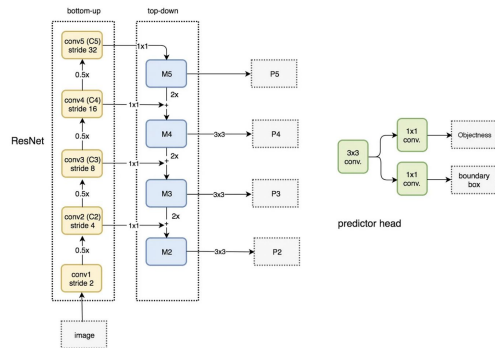 bottom-up
top-down
conv5 (C5)
stride 32
1x1
0.5x
M5
P5
2x
+
conv4 (C4)
stride 16
1x1
0.5x
M4
3x3
P4
2x
+
ResNet
conv3 (C3)
stride 8
1x1
0.5x
M3
3x3
P3
2x
+
conv2 (C2)
stride 4
1x1
0.5x
M2
3x3
P2
conv1
stride 2
image
3x3
conv.
1x1
conv.
Objectness
1x1
conv.
boundary
box
predictor head